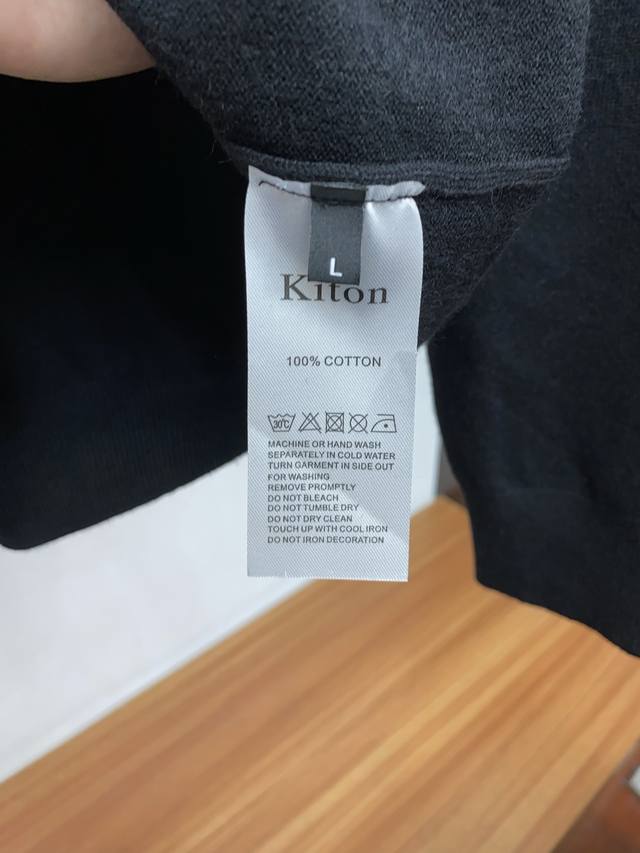 L
Kiton
100% COTTON
30℃
MACHINE OR HAND WASH
SEPARATELY IN COLD WATER
TURN GARMENT IN SIDE OUT
FOR WASHING
REMOVE PROMPTLY
DO NOT BLEACH
DO NOT TUMBLE DRY
DO NOT DRY CLEAN
TOUCH UP WITH COOL IRON
DO NOT IRON DECORATION